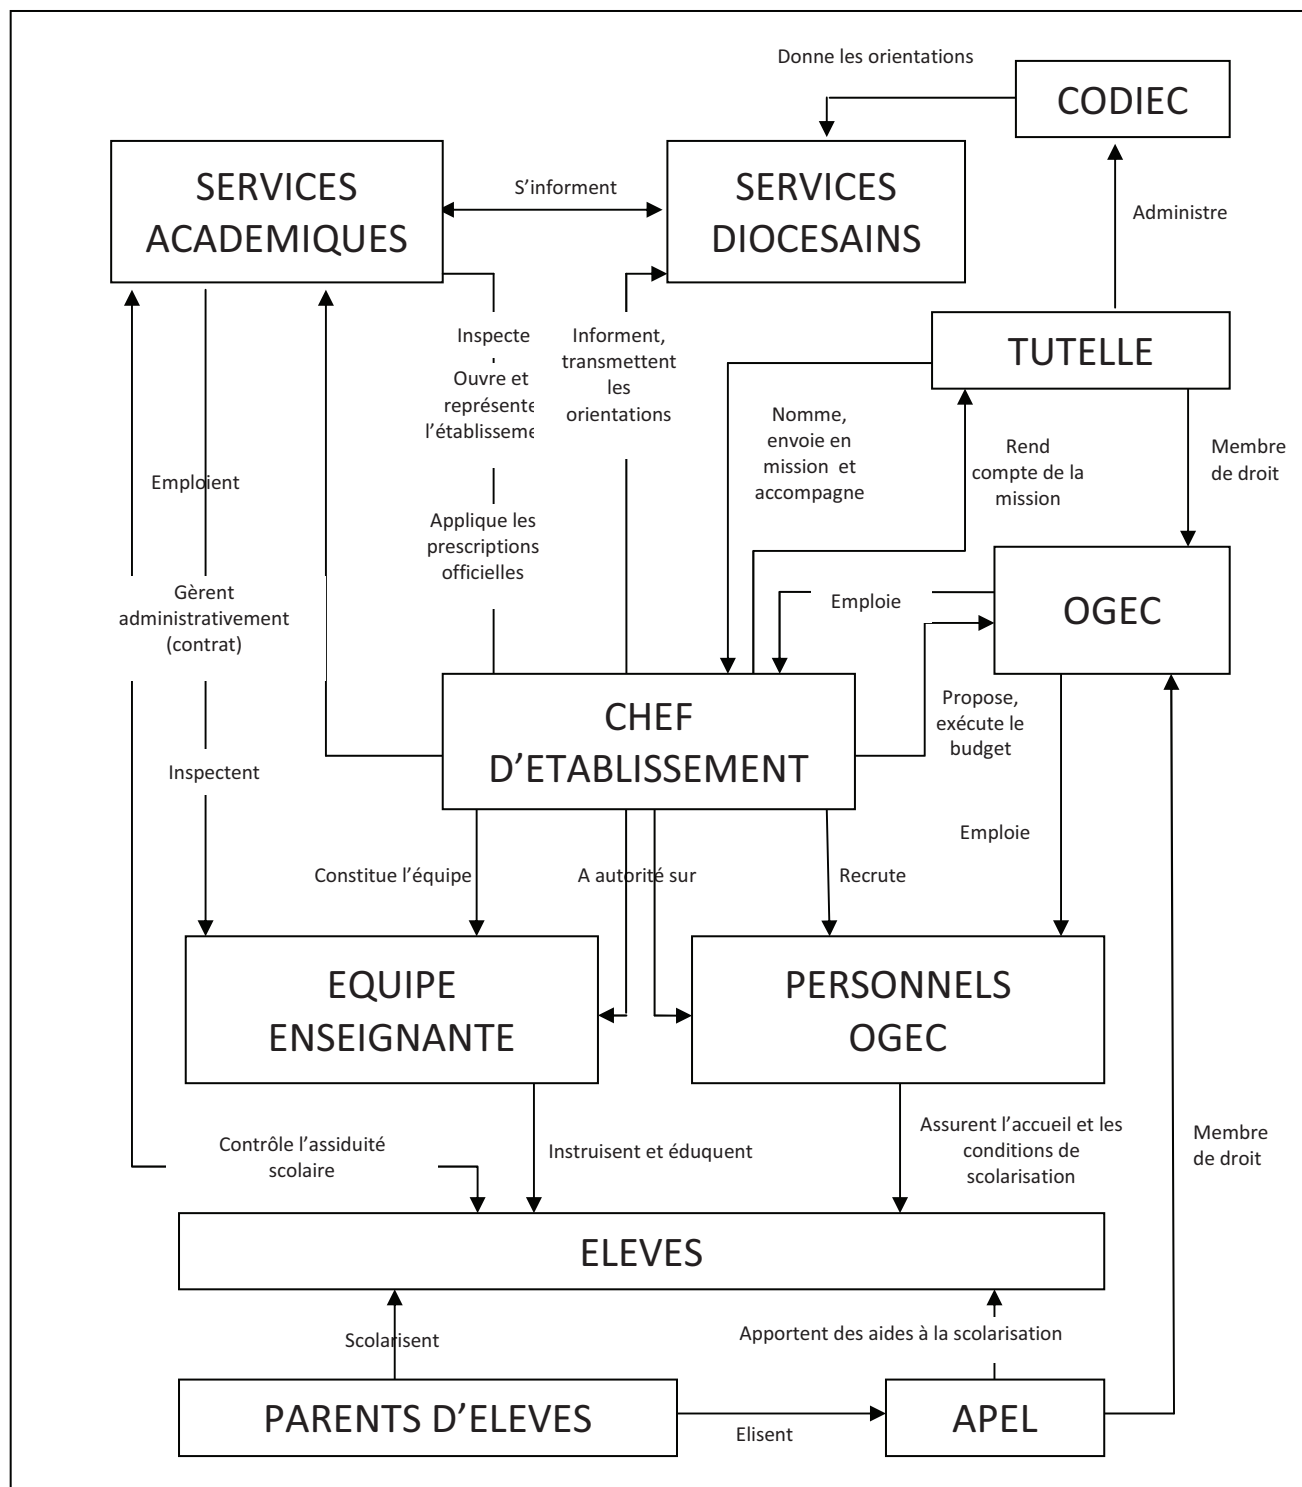 Donne les orientations
CODIEC
SERVICES
ACADEMIQUES
S’informent
SERVICES
DIOCESAINS
Administre
Inspecte
Ouvre et
représente
l’établisseme
Informent,
transmettent
les
orientations
TUTELLE
Nomme,
envoie en
mission et
accompagne
Rend
compte de la
mission
Membre
de droit
Emploient
Applique les
prescriptions
officielles
Gèrent
administrativement
(contrat)
Emploie
OGEC
CHEF
D’ETABLISSEMENT
Propose,
exécute le
budget
Inspectent
Emploie
Constitue l’équipe
A autorité sur
Recrute
EQUIPE
ENSEIGNANTE
PERSONNELS
OGEC
Contrôle l’assiduité
scolaire
Instruisent et éduquent
Assurent l’accueil et les
conditions de
scolarisation
Membre
de droit
ELEVES
Scolarisent
Apportent des aides à la scolarisation
PARENTS D’ELEVES
Elisent
APEL